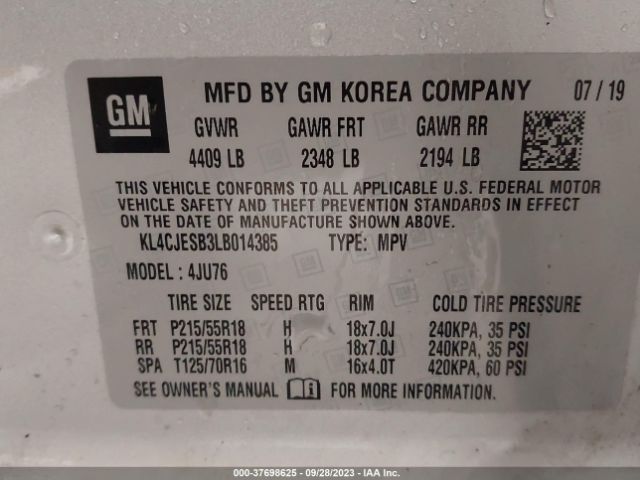 GM
MFD BY GM KOREA COMPANY 07 / 19
GVWR GAWR FRT GAWR RR
4409 LB 2348 LB 2194 LB
THIS VEHICLE CONFORMS TO ALL APPLICABLE U.S. FEDERAL MOTOR
VEHICLE SAFETY AND THEFT PREVENTION STANDARDS IN EFFECT
ON THE DATE OF MANUFACTURE SHOWN ABOVE.
KL4CJESB3LB014385 TYPE: MPV
MODEL : 4JU76
TIRE SIZE SPEED RTG RIM COLD TIRE PRESSURE
FRT P215/55R18 H 18x7.0J 240KPA, 35 PSI
RR P215/55R18 H 18x7.0J 240KPA, 35 PSI
SPA T125/70R16 M 16x4.0T 420KPA, 60 PSI
SEE OWNER'S MANUAL FOR MORE INFORMATION.
000-37698625 - 09/28/2023 - IAA Inc.